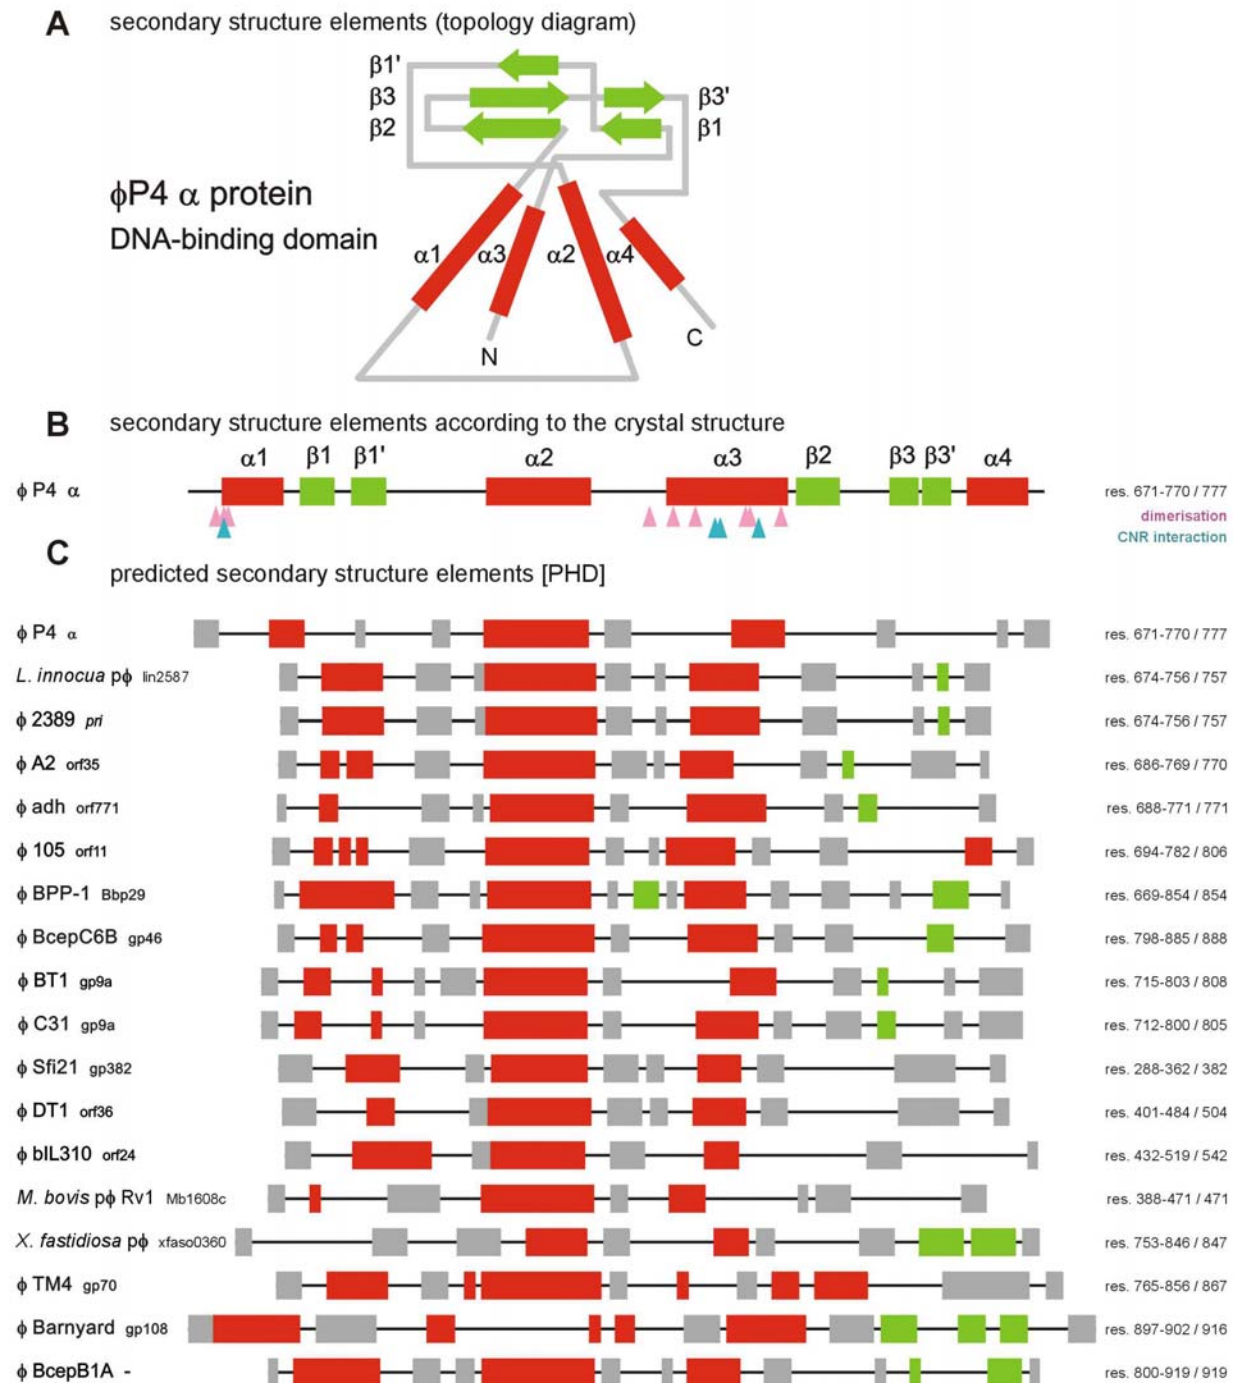 A secondary structure elements (topology diagram)
β1'
β3 β3'
β2 β1
ϕP4 α protein
DNA-binding domain
α1 α3 α2 α4
N C
B secondary structure elements according to the crystal structure
α1 β1 β1' α2 α3 β2 β3 β3' α4
ϕ P4 α res. 671-770 / 777
dimerisation
CNR interaction
C
predicted secondary structure elements [PHD]
ϕ P4 α res. 671-770 / 777
L. innocua pϕ lin2587 res. 674-756 / 757
ϕ 2389 pri res. 674-756 / 757
ϕ A2 orf35 res. 686-769 / 770
ϕ adh orf771 res. 688-771 / 771
ϕ 105 orf11 res. 694-782 / 806
ϕ BPP-1 Bbp29 res. 669-854 / 854
ϕ BcepC6B gp46 res. 798-885 / 888
ϕ BT1 gp9a res. 715-803 / 808
ϕ C31 gp9a res. 712-800 / 805
ϕ Sfi21 gp382 res. 288-362 / 382
ϕ DT1 orf36 res. 401-484 / 504
ϕ bIL310 orf24 res. 432-519 / 542
M. bovis pϕ Rv1 Mb1608c res. 388-471 / 471
X. fastidiosa pϕ xfaso0360 res. 753-846 / 847
ϕ TM4 gp70 res. 765-856 / 867
ϕ Barnyard gp108 res. 897-902 / 916
ϕ BcepB1A - res. 800-919 / 919